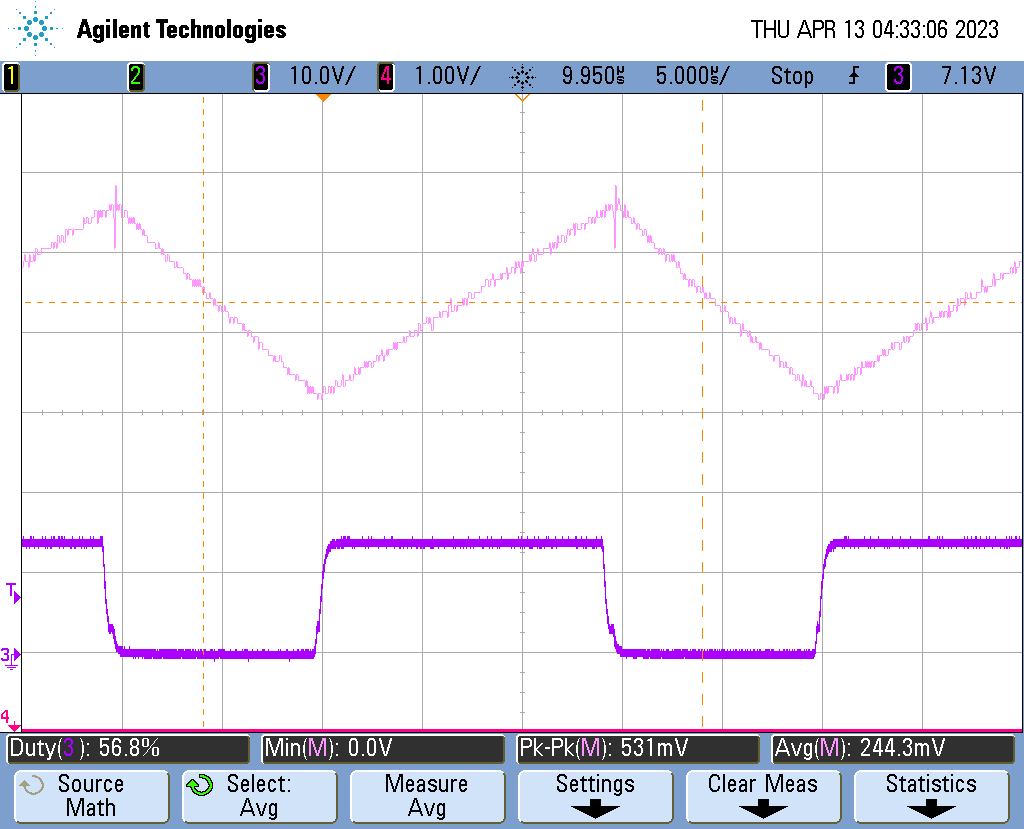 Agilent Technologies
THU APR 13 04:33:06 2023
1 2 3 10.0V/ 4 1.00V/ 9.950µs 5.000µs/ Stop 3 7.13V
T
3
4
Duty(3): 56.8% Min(M): 0.0V Pk-Pk(M): 531mV Avg(M): 244.3mV
Source Math
Select: Avg
Measure Avg
Settings
Clear Meas
Statistics